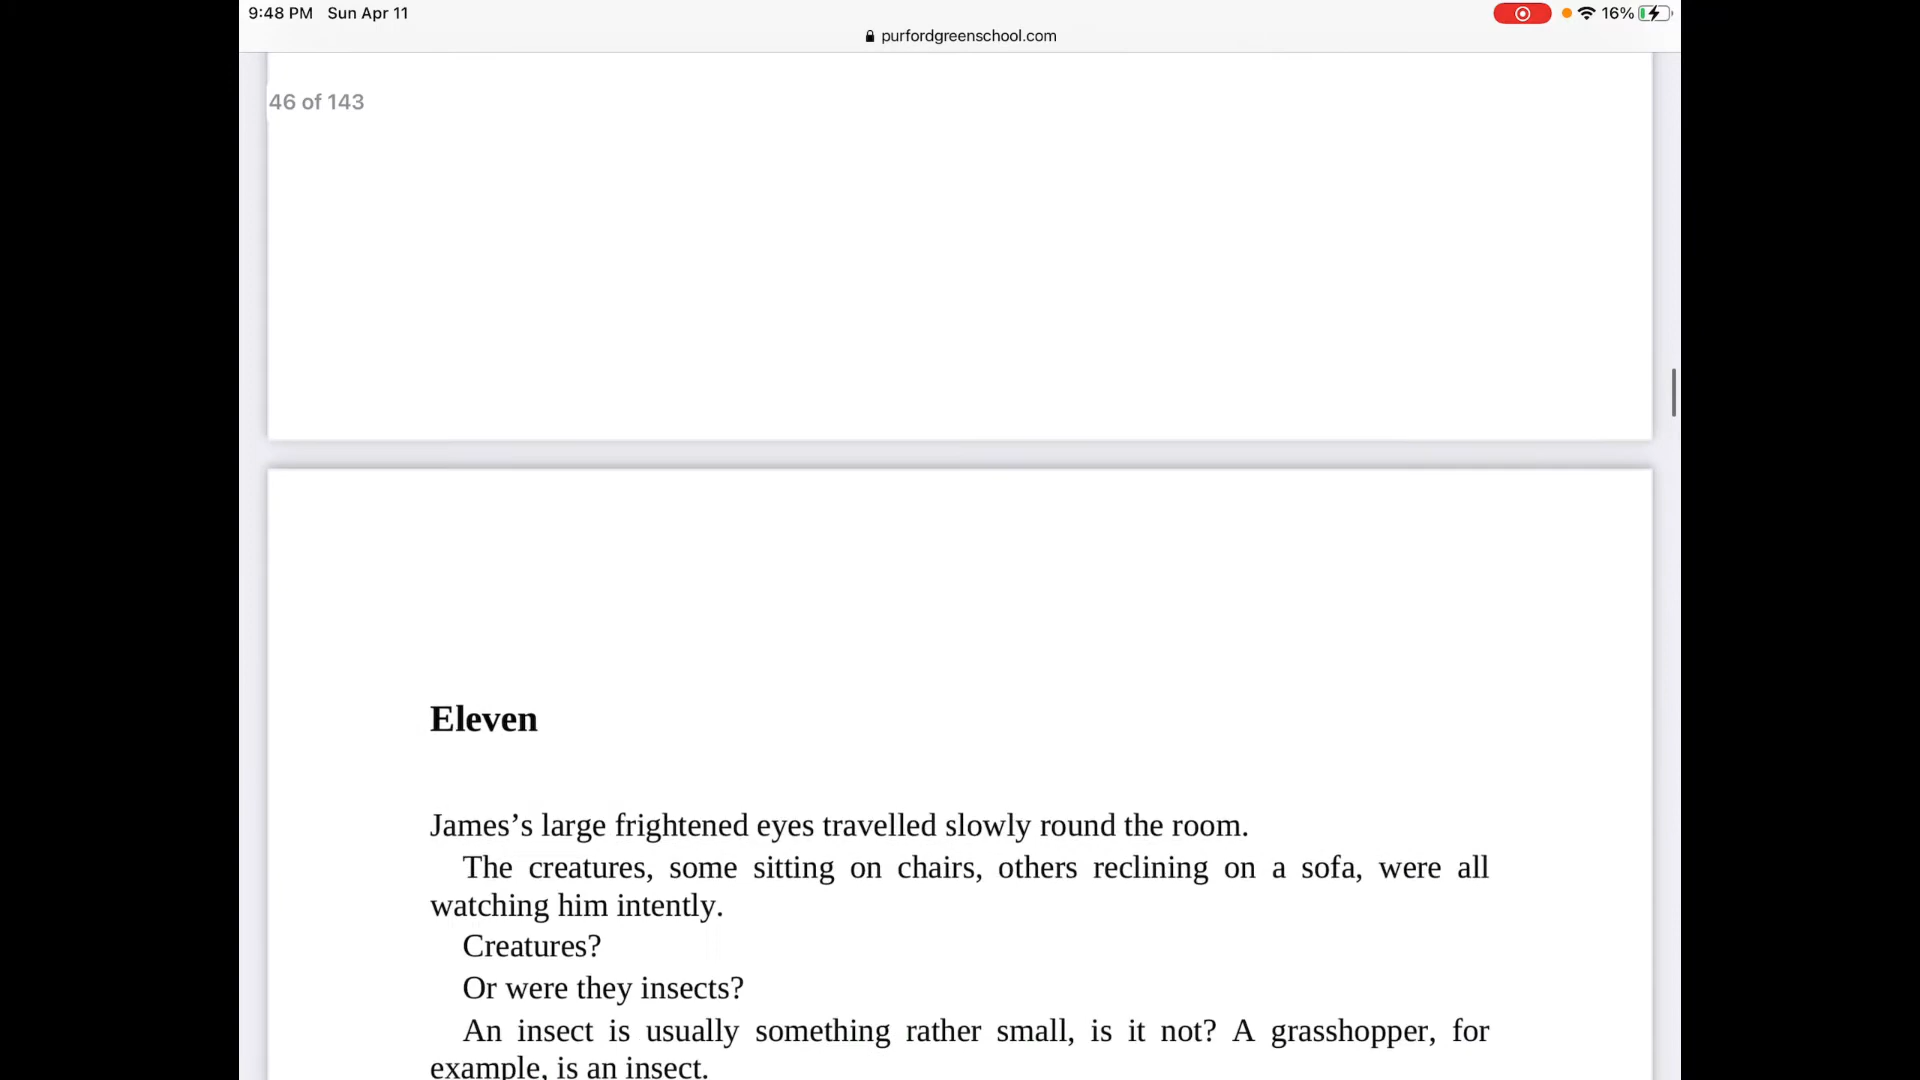 9:48 PM Sun Apr 11
16%
purfordgreenschool.com
46 of 143
Eleven
James’s large frightened eyes travelled slowly round the room.
The creatures, some sitting on chairs, others reclining on a sofa, were all
watching him intently.
Creatures?
Or were they insects?
An insect is usually something rather small, is it not? A grasshopper, for
example, is an insect.